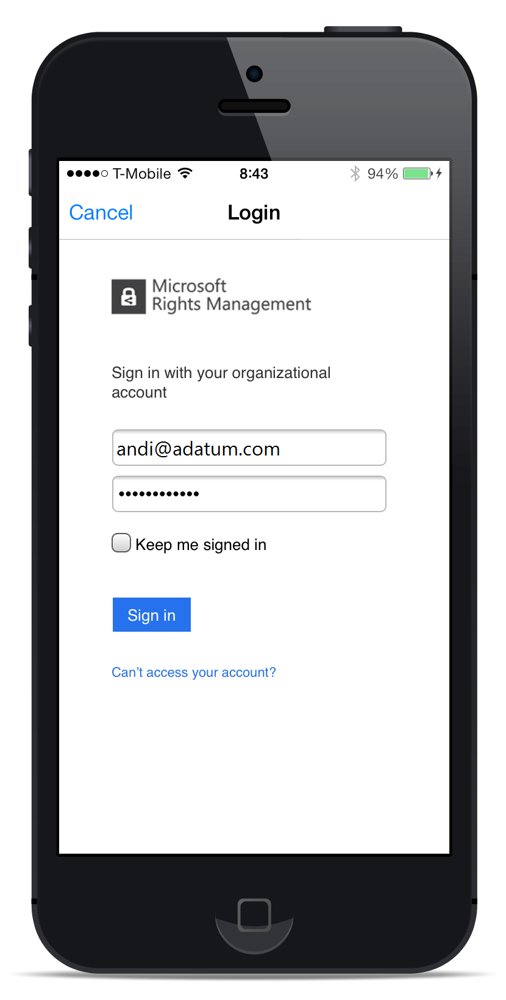 T-Mobile 8:43 94%
Cancel Login
Microsoft
Rights Management
Sign in with your organizational
account
andi@adatum.com
••••••••••••
Keep me signed in
Sign in
Can't access your account?